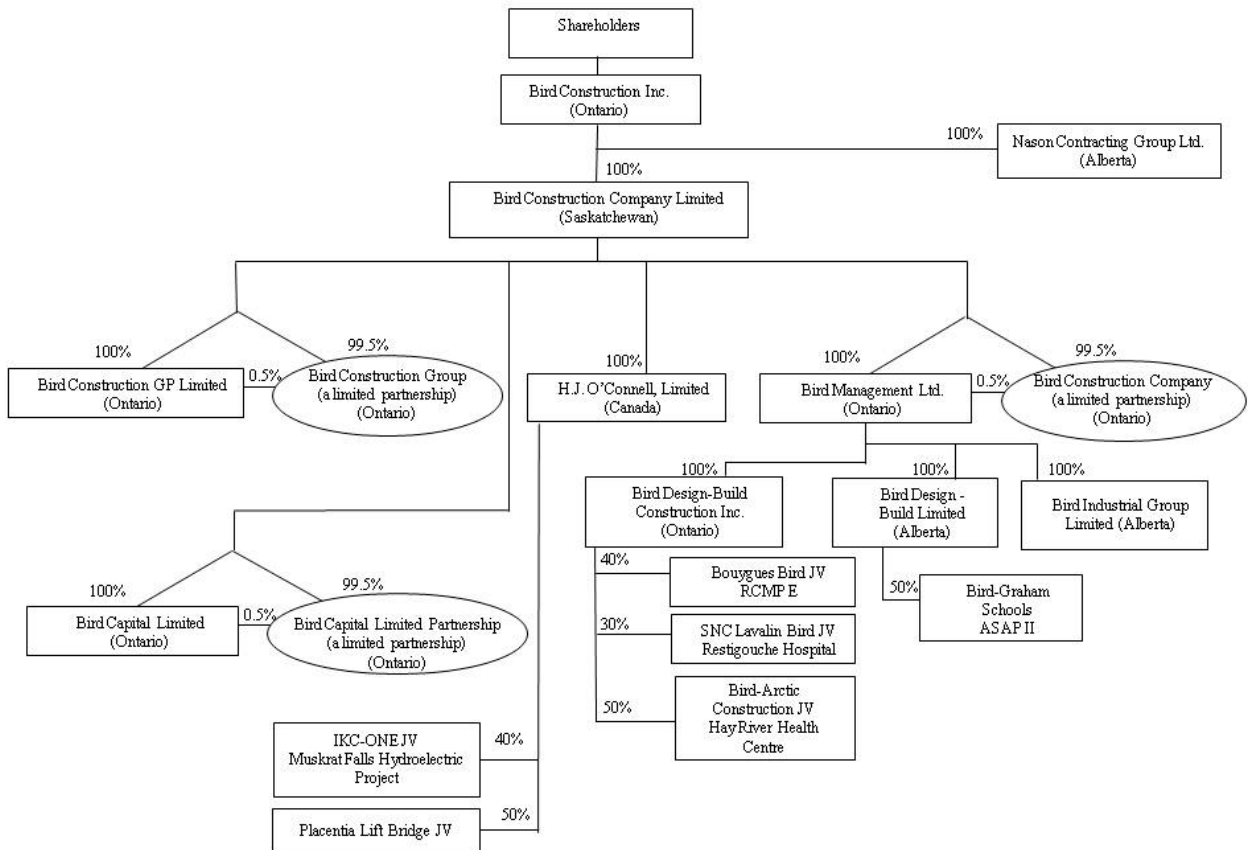 Shareholders
Bird Construction Inc.
(Ontario)
100%
Nason Contracting Group Ltd.
(Alberta)
100%
Bird Construction Company Limited
(Saskatchewan)
100%
99.5%
Bird Construction GP Limited
(Ontario)
0.5%
Bird Construction Group
(a limited partnership)
(Ontario)
100%
H.J. O'Connell, Limited
(Canada)
100%
99.5%
Bird Management Ltd.
(Ontario)
0.5%
Bird Construction Company
(a limited partnership)
(Ontario)
100%
Bird Design-Build
Construction Inc.
(Ontario)
100%
Bird Design -
Build Limited
(Alberta)
100%
Bird Industrial Group
Limited (Alberta)
40%
Bouygues Bird JV
RCMP E
30%
SNC Lavalin Bird JV
Restigouche Hospital
50%
Bird-Arctic
Construction JV
Hay River Health
Centre
50%
Bird-Graham
Schools
ASAP II
100%
99.5%
Bird Capital Limited
(Ontario)
0.5%
Bird Capital Limited Partnership
(a limited partnership)
(Ontario)
IKC-ONE JV
Muskrat Falls Hydroelectric
Project
40%
Placentia Lift Bridge JV
50%